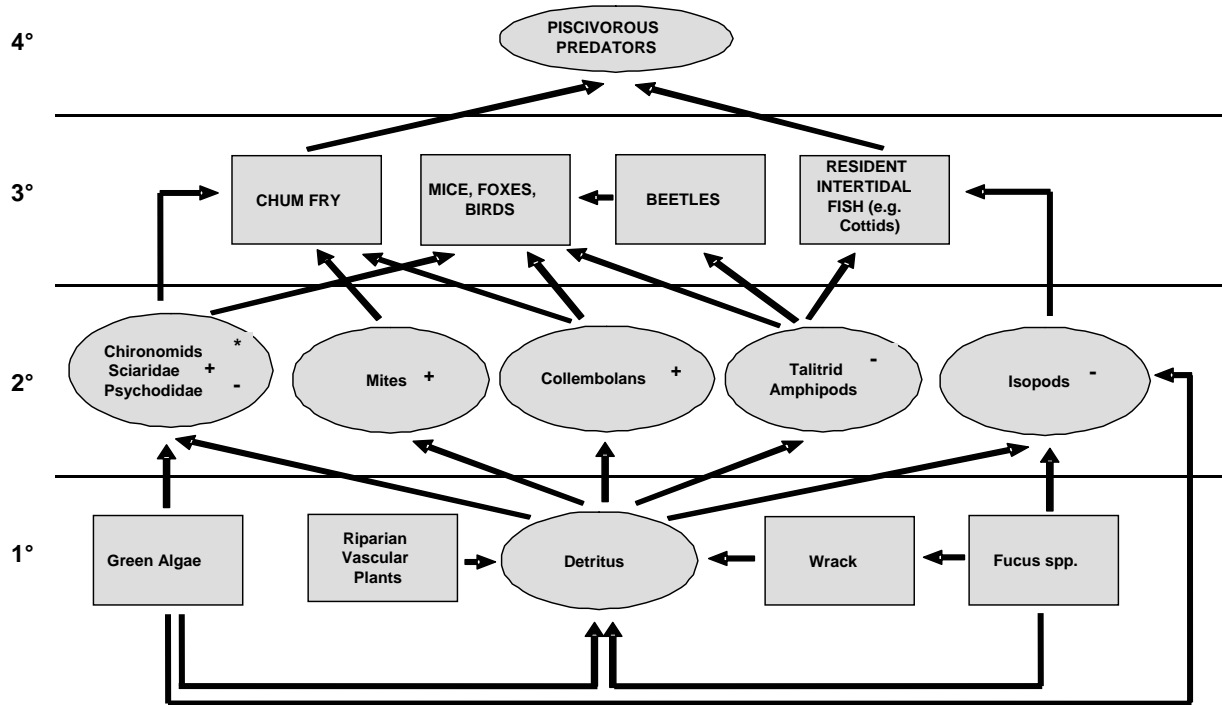 4°
PISCIVOROUS
PREDATORS
3°
CHUM FRY
MICE, FOXES,
BIRDS
BEETLES
RESIDENT
INTERTIDAL
FISH (e.g.
Cottids)
2°
Chironomids *
Sciaridae +
Psychodidae -
Mites +
Collembolans +
Talitrid -
Amphipods
Isopods -
1°
Green Algae
Riparian
Vascular
Plants
Detritus
Wrack
Fucus spp.